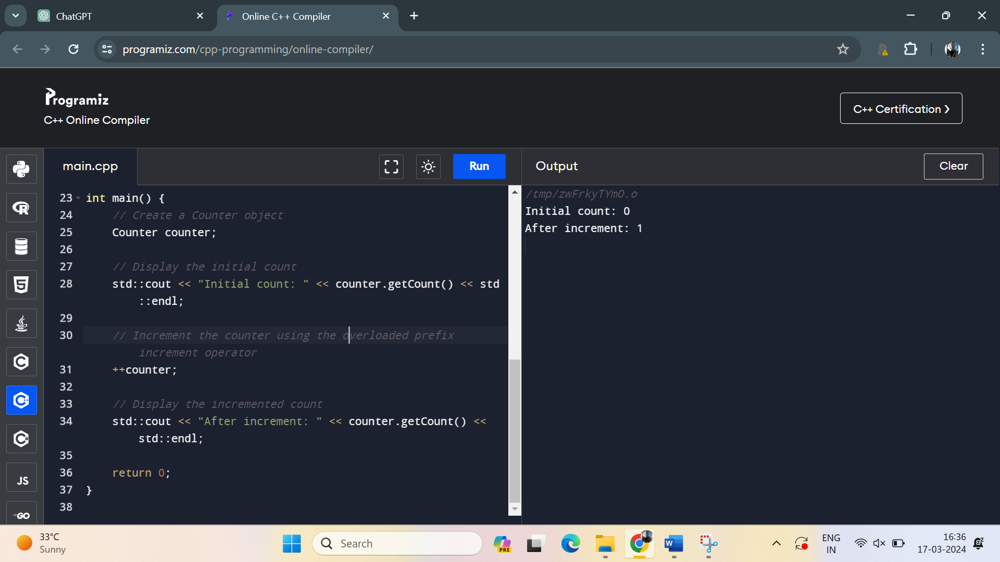 ChatGPT
Online C++ Compiler
programiz.com/cpp-programming/online-compiler/
Programiz
C++ Online Compiler
C++ Certification ❯
main.cpp
Run
Output
Clear
23 int main() {
24 // Create a Counter object
25 Counter counter;
26
27 // Display the initial count
28 std::cout << "Initial count: " << counter.getCount() << std
::endl;
29
30 // Increment the counter using the overloaded prefix
increment operator
31 ++counter;
32
33 // Display the incremented count
34 std::cout << "After increment: " << counter.getCount() <<
std::endl;
35
36 return 0;
37 }
38
/tmp/zwFrkyTYmO.o
Initial count: 0
After increment: 1
R
5
C
C++
C#
JS
GO
33°C
Sunny
Search
PRE
W
ENG
IN
16:36
17-03-2024